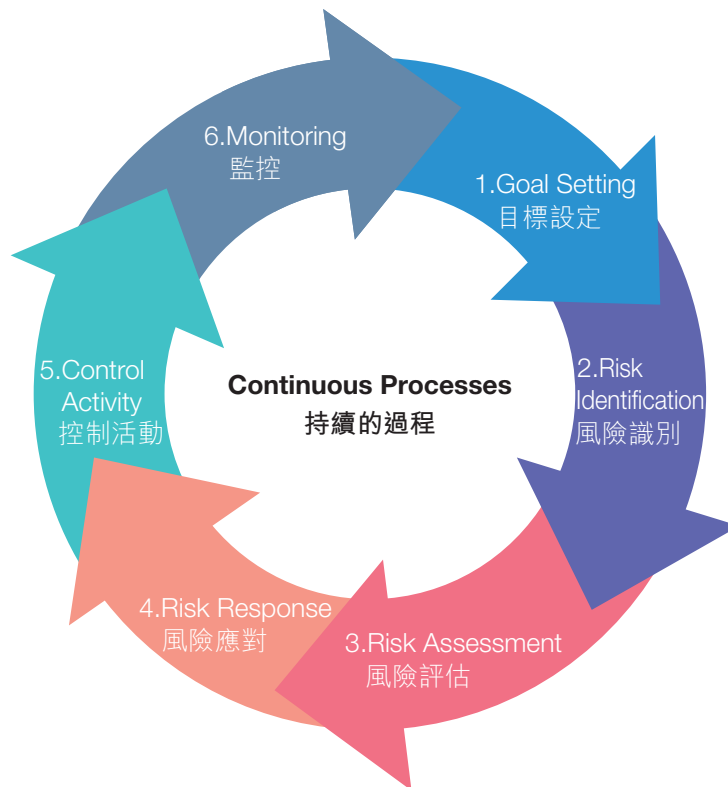 6.Monitoring
監控
1.Goal Setting
目標設定
2.Risk
Identification
風險識別
3.Risk Assessment
風險評估
4.Risk Response
風險應對
5.Control
Activity
控制活動
Continuous Processes
持續的過程